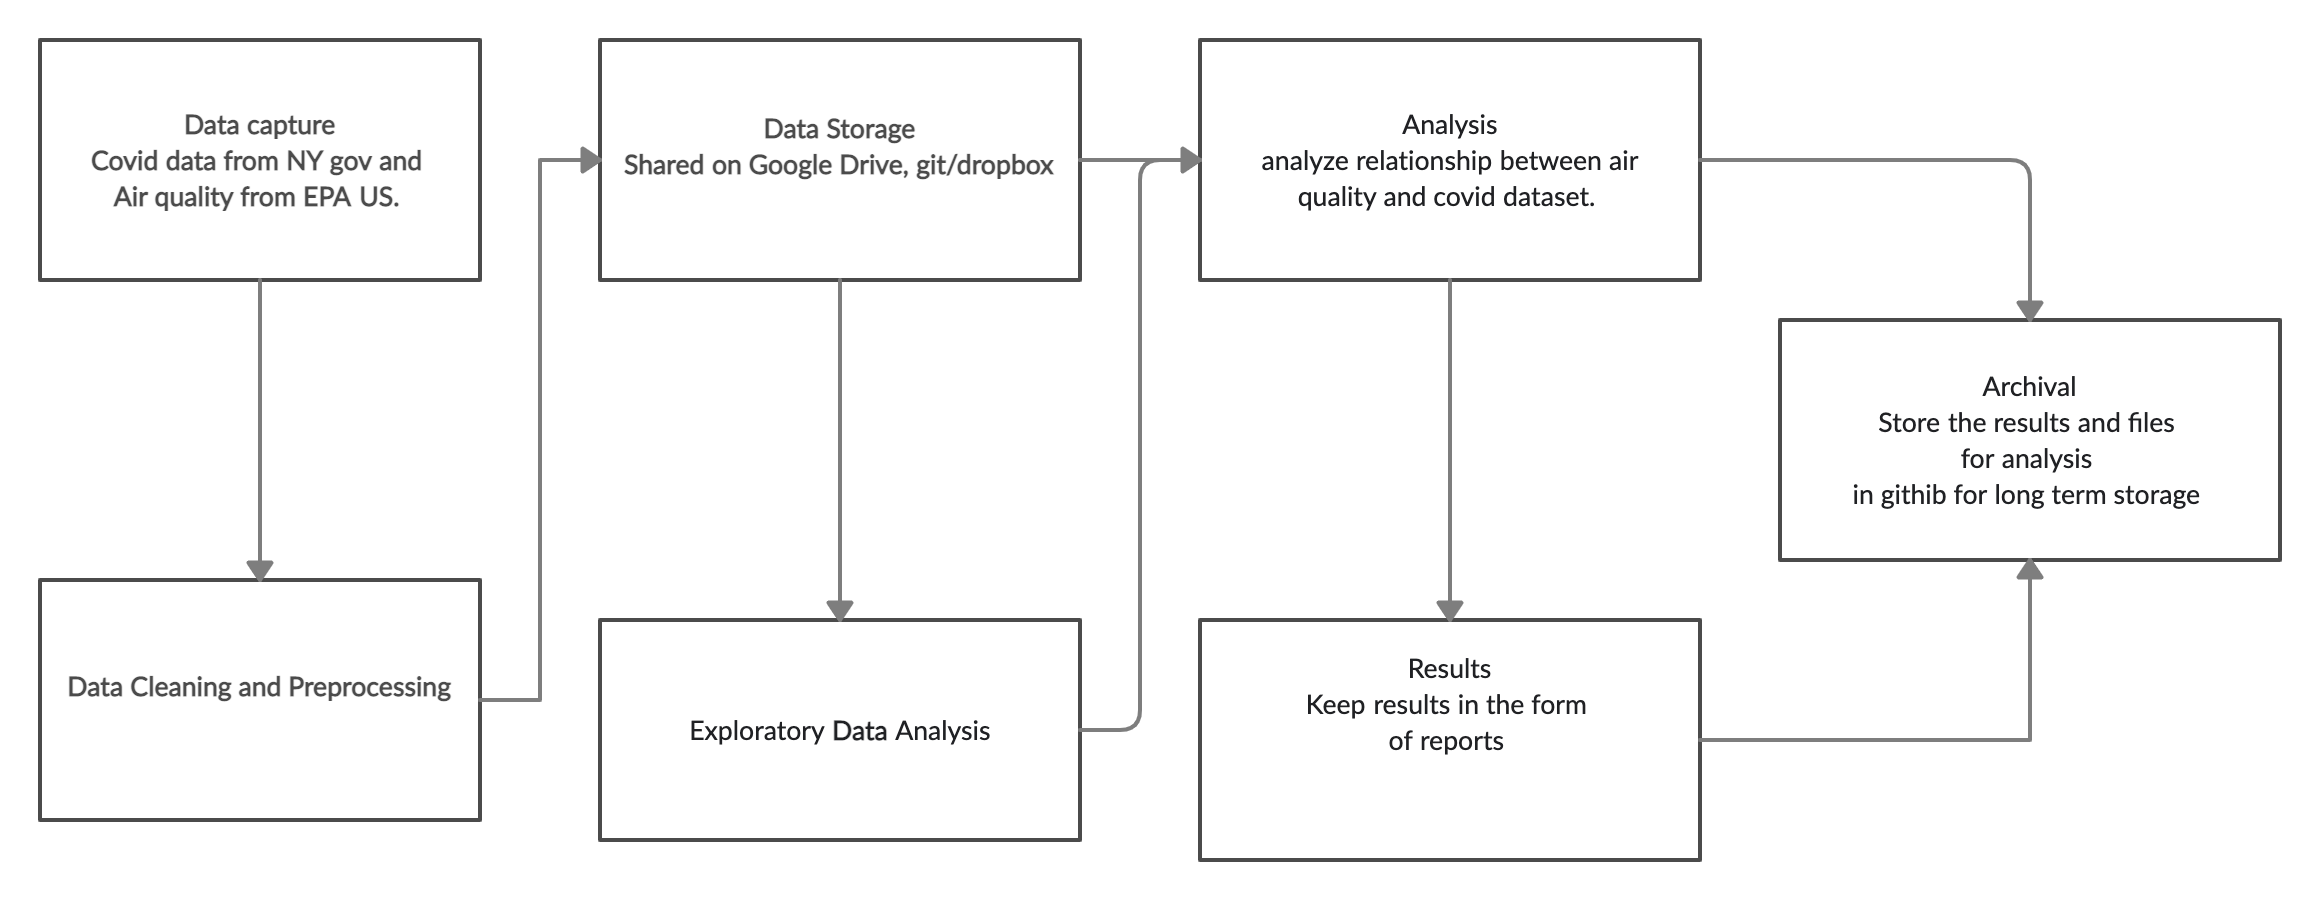 Data capture
Covid data from NY gov and
Air quality from EPA US.
Data Cleaning and Preprocessing
Data Storage
Shared on Google Drive, git/dropbox
Exploratory Data Analysis
Analysis
analyze relationship between air
quality and covid dataset.
Results
Keep results in the form
of reports
Archival
Store the results and files
for analysis
in githib for long term storage